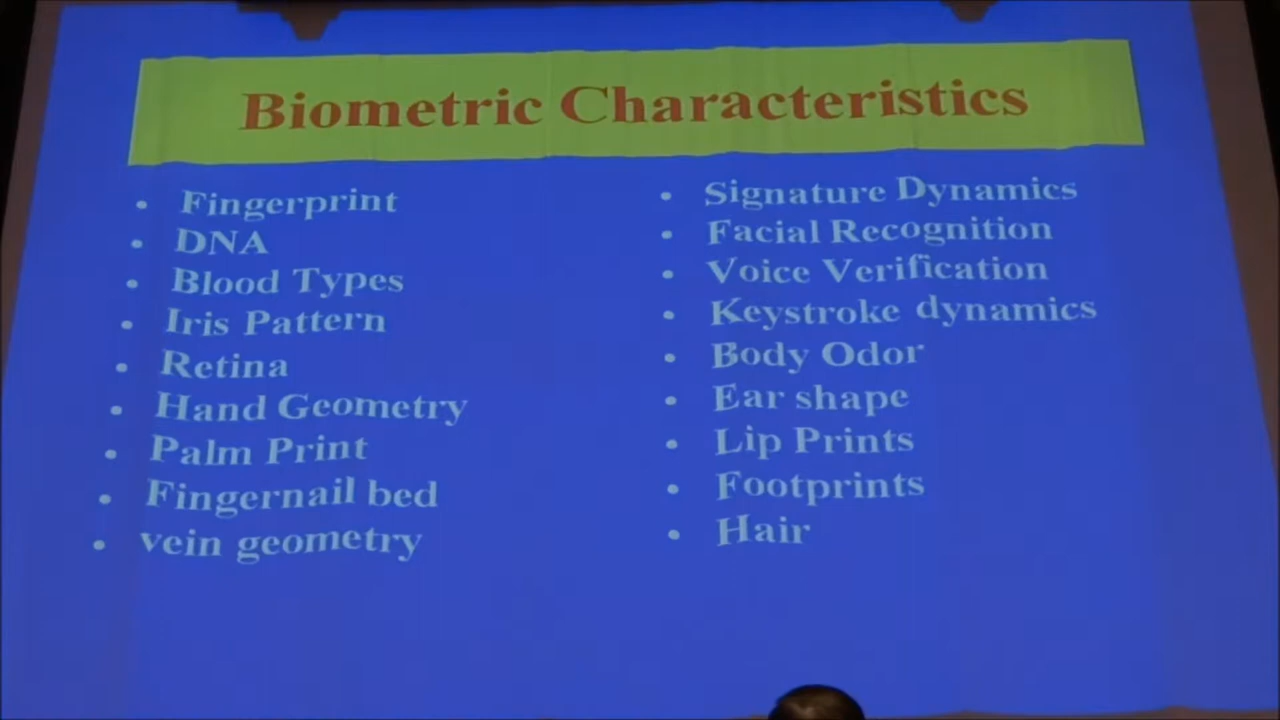 Biometric Characteristics
• Fingerprint
• DNA
• Blood Types
• Iris Pattern
• Retina
• Hand Geometry
• Palm Print
• Fingernail bed
• vein geometry
• Signature Dynamics
• Facial Recognition
• Voice Verification
• Keystroke dynamics
• Body Odor
• Ear shape
• Lip Prints
• Footprints
• Hair